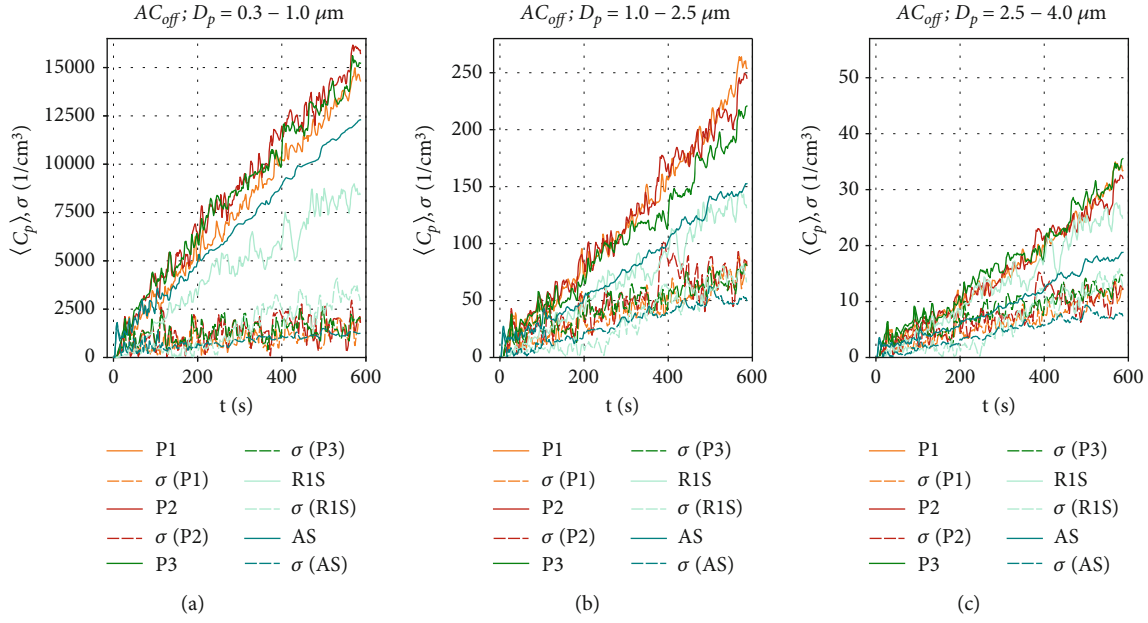 AC_off; D_p = 0.3 – 1.0 μm
⟨C_p⟩, σ (1/cm³)
15000
12500
10000
7500
5000
2500
0
0 200 400 600
t (s)
P1
σ (P1)
P2
σ (P2)
P3
σ (P3)
R1S
σ (R1S)
AS
σ (AS)
(a)
AC_off; D_p = 1.0 – 2.5 μm
⟨C_p⟩, σ (1/cm³)
250
200
150
100
50
0
0 200 400 600
t (s)
P1
σ (P1)
P2
σ (P2)
P3
σ (P3)
R1S
σ (R1S)
AS
σ (AS)
(b)
AC_off; D_p = 2.5 – 4.0 μm
⟨C_p⟩, σ (1/cm³)
50
40
30
20
10
0
0 200 400 600
t (s)
P1
σ (P1)
P2
σ (P2)
P3
σ (P3)
R1S
σ (R1S)
AS
σ (AS)
(c)